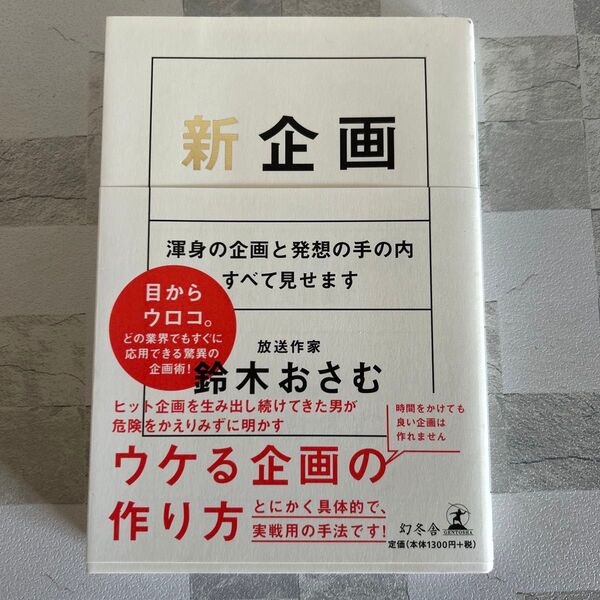 新企画
渾身の企画と発想の手の内
すべて見せます
目から
ウロコ。
どの業界でもすぐに
応用できる驚異の
企画術!
放送作家
鈴木おさむ
ヒット企画を生み出し続けてきた男が
危険をかえりみずに明かす
時間をかけても
良い企画は
作れません
ウケる企画の
作り方
とにかく具体的で、
実戦用の手法です!
幻冬舎
GENTOSHA
定価(本体1300円+税)